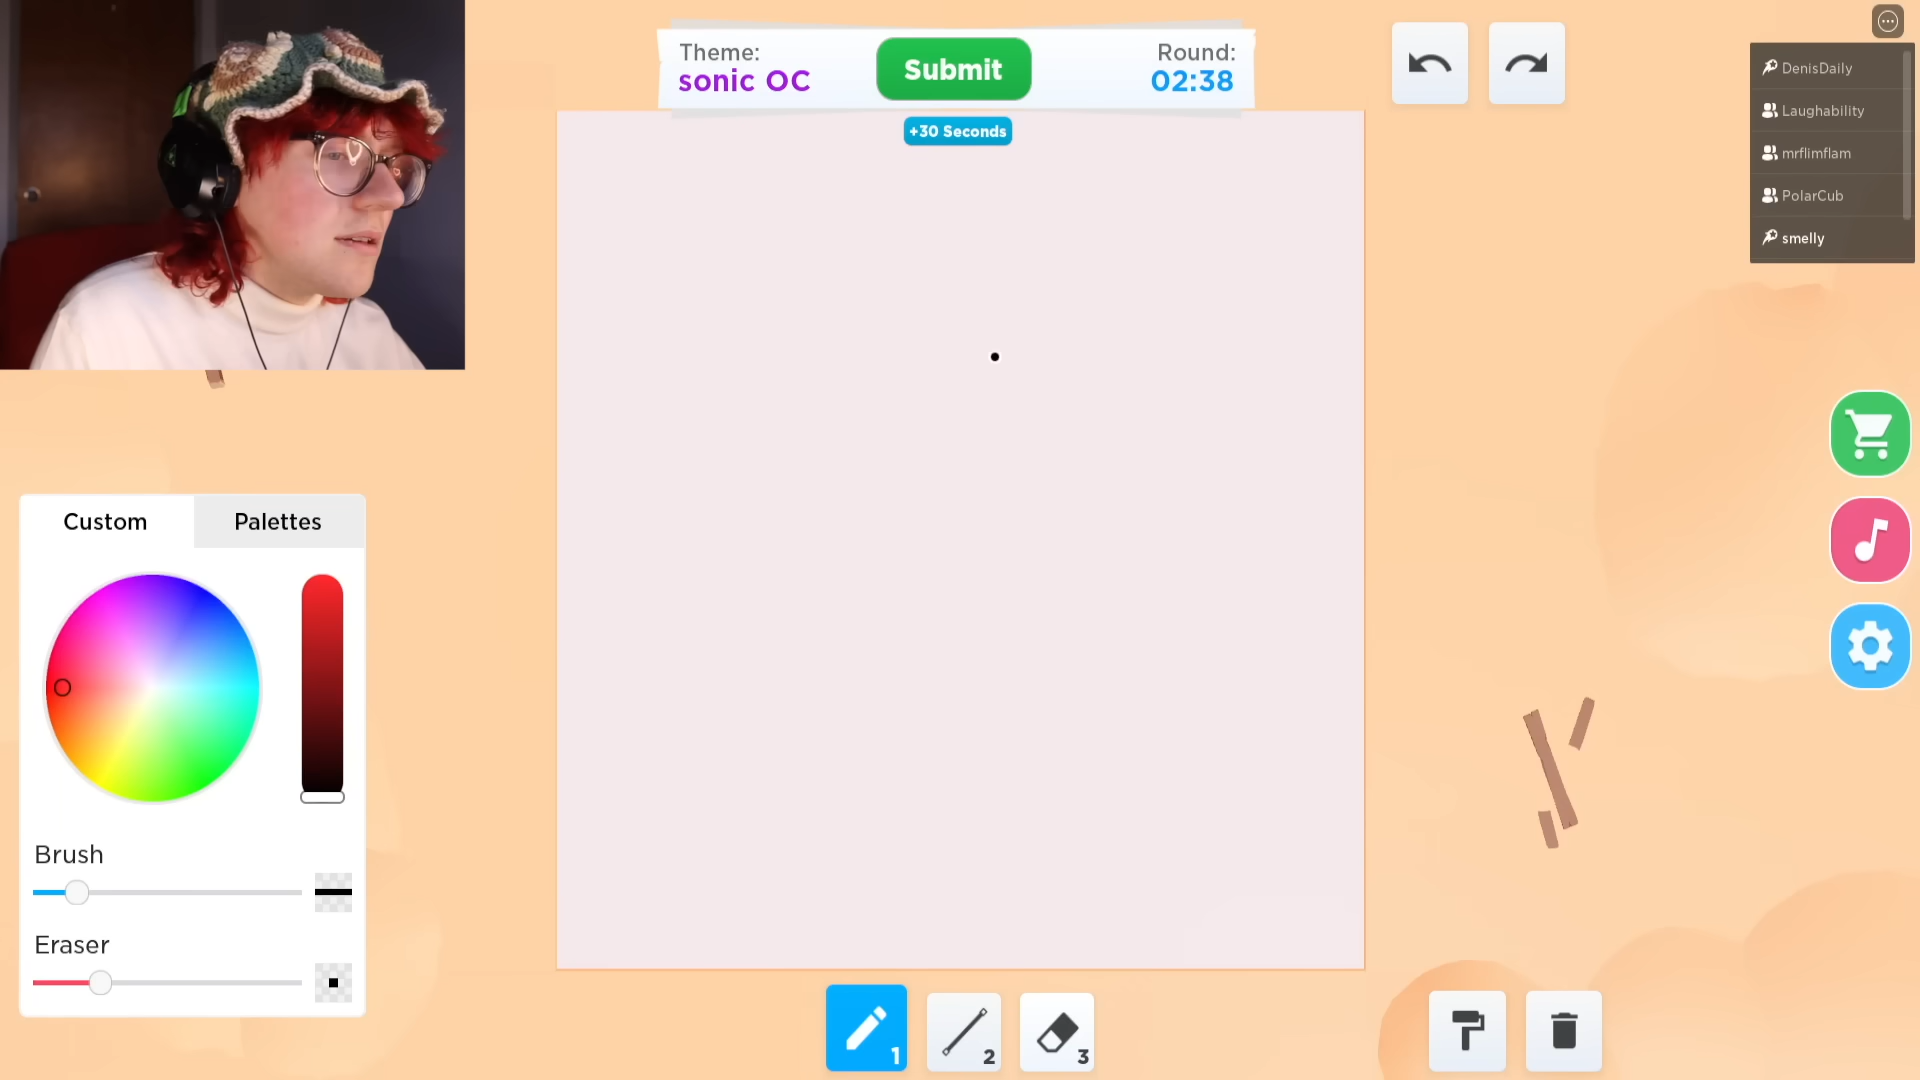 Theme:
sonic OC
Submit
Round:
02:38
+30 Seconds
DenisDaily
Laughability
mrflimflam
PolarCub
smelly
Custom
Palettes
Brush
Eraser
1
2
3